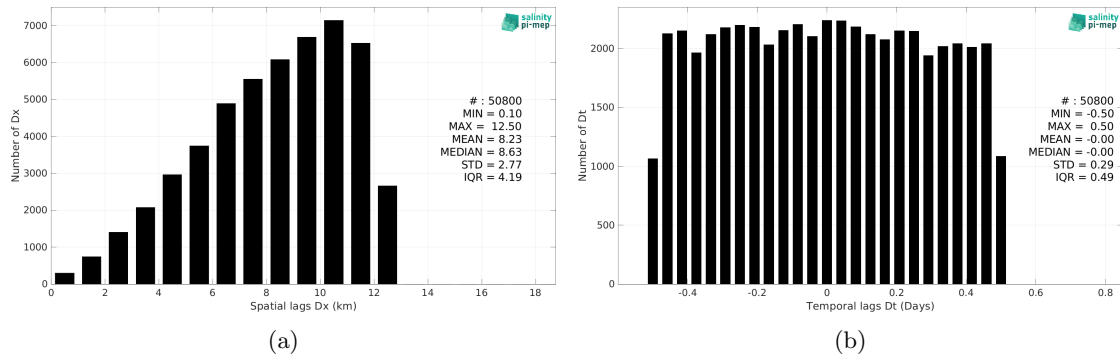 7000
6000
5000
4000
3000
2000
1000
0
Number of Dx
0 2 4 6 8 10 12 14 16 18
Spatial lags Dx (km)
salinity
pi-mep
# : 50800
MIN = 0.10
MAX = 12.50
MEAN = 8.23
MEDIAN = 8.63
STD = 2.77
IQR = 4.19
(a)
2000
1500
1000
500
0
Number of Dt
-0.4 -0.2 0 0.2 0.4 0.6 0.8
Temporal lags Dt (Days)
salinity
pi-mep
# : 50800
MIN = -0.50
MAX = 0.50
MEAN = -0.00
MEDIAN = -0.00
STD = 0.29
IQR = 0.49
(b)